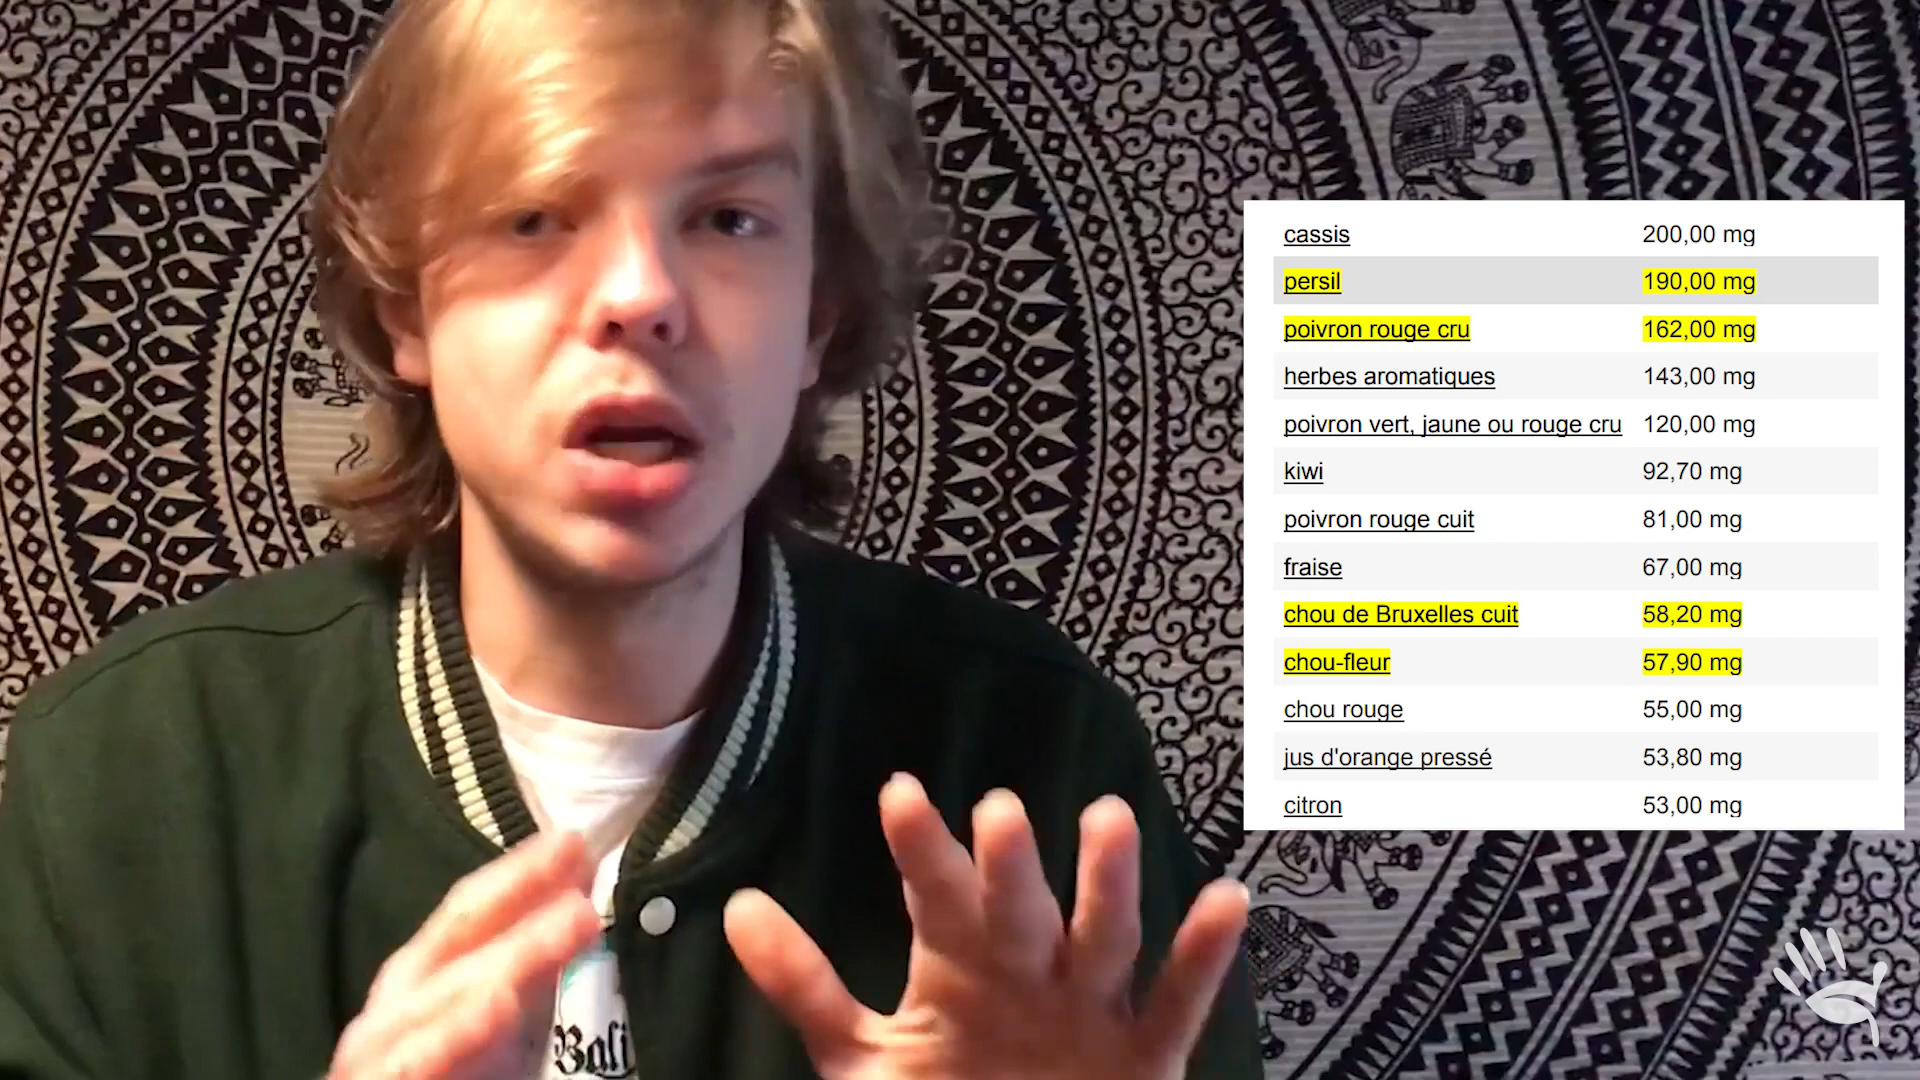 cassis 200,00 mg
persil 190,00 mg
poivron rouge cru 162,00 mg
herbes aromatiques 143,00 mg
poivron vert, jaune ou rouge cru 120,00 mg
kiwi 92,70 mg
poivron rouge cuit 81,00 mg
fraise 67,00 mg
chou de Bruxelles cuit 58,20 mg
chou-fleur 57,90 mg
chou rouge 55,00 mg
jus d'orange pressé 53,80 mg
citron 53,00 mg
Bali